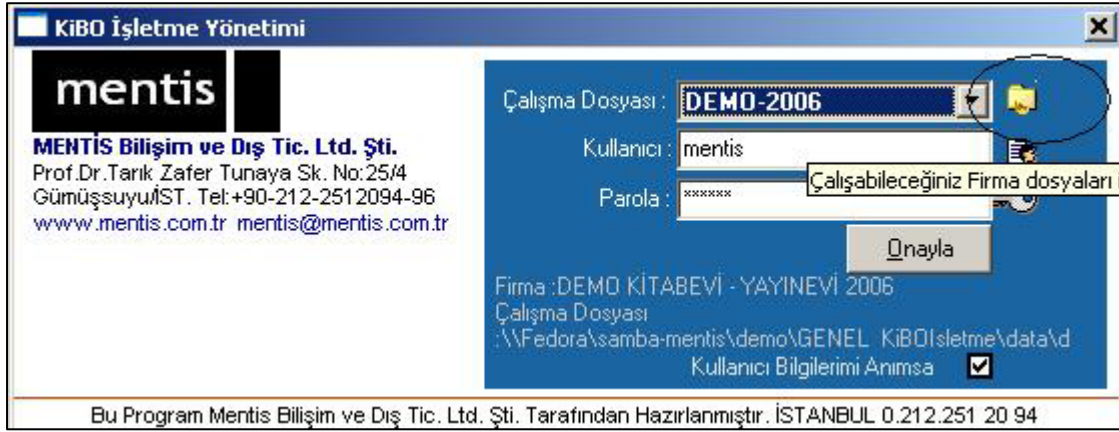 KiBO İşletme Yönetimi
mentis
MENTİS Bilişim ve Dış Tic. Ltd. Şti.
Prof.Dr.Tarık Zafer Tunaya Sk. No:25/4
Gümüşsuyu/İST. Tel:+90-212-2512094-96
www.mentis.com.tr mentis@mentis.com.tr
Çalışma Dosyası : DEMO-2006
Kullanıcı : mentis
Çalışabileceğiniz Firma dosyaları
Parola : ××××××
Onayla
Firma :DEMO KİTABEVİ - YAYINEVİ 2006
Çalışma Dosyası
:\\Fedora\samba-mentis\demo\GENEL KiBOIsletme\data\d
Kullanıcı Bilgilerimi Anımsa
Bu Program Mentis Bilişim ve Dış Tic. Ltd. Şti. Tarafından Hazırlanmıştır. İSTANBUL 0.212.251 20 94